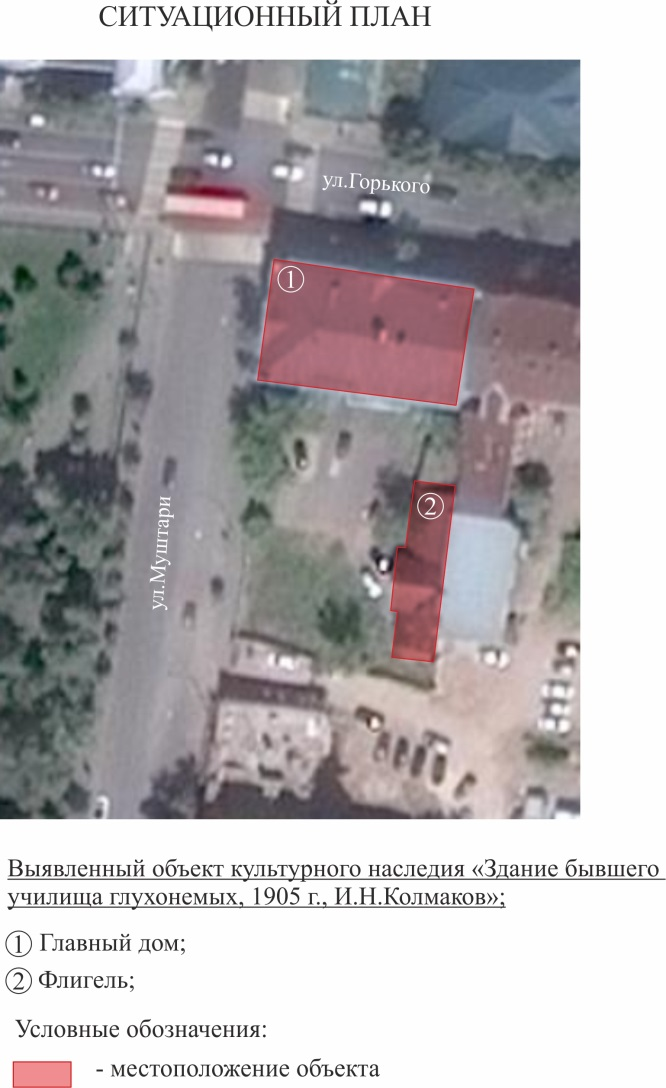 СИТУАЦИОННЫЙ ПЛАН
ул.Горького
1
2
ул.Муштари
Выявленный объект культурного наследия «Здание бывшего
училища глухонемых, 1905 г., И.Н.Колмаков»;
1 Главный дом;
2 Флигель;
Условные обозначения:
- местоположение объекта